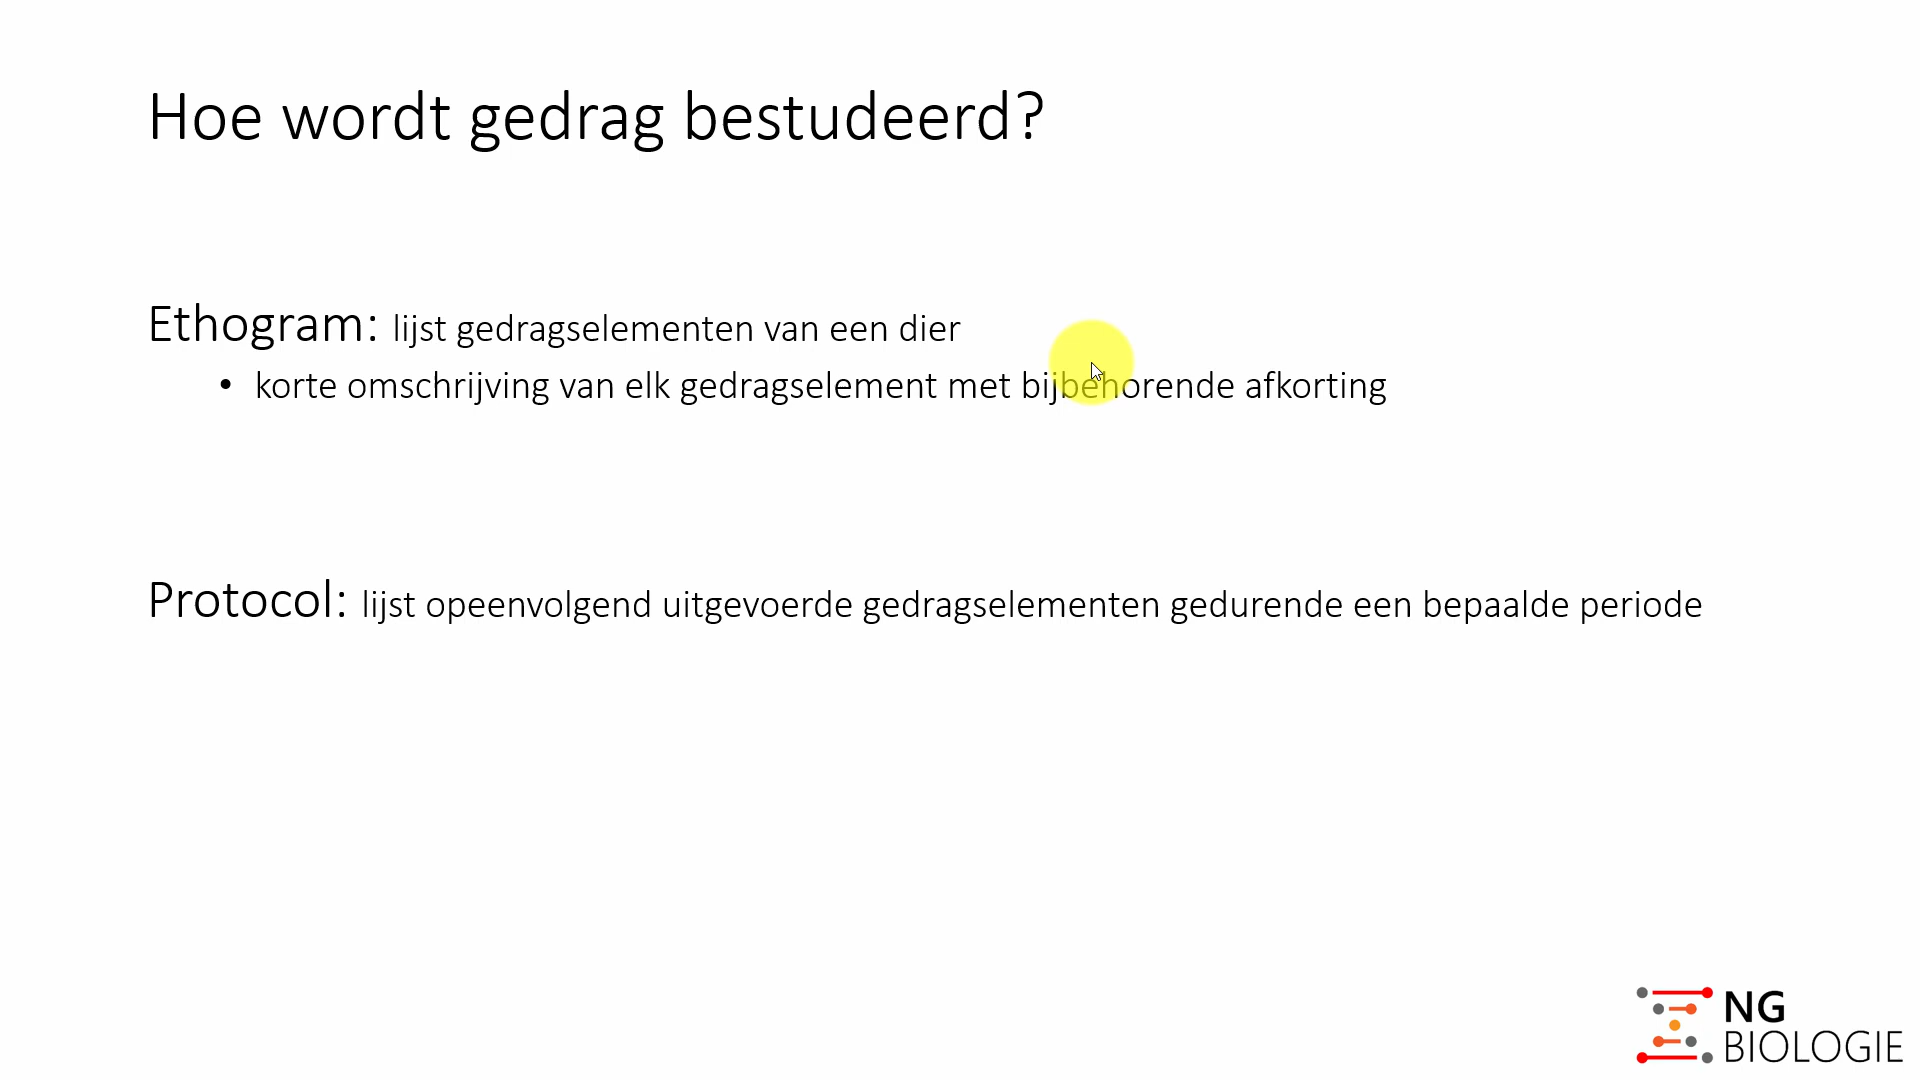 Hoe wordt gedrag bestudeerd?
Ethogram: lijst gedragselementen van een dier
• korte omschrijving van elk gedragselement met bijbehorende afkorting
Protocol: lijst opeenvolgend uitgevoerde gedragselementen gedurende een bepaalde periode
NG
BIOLOGIE